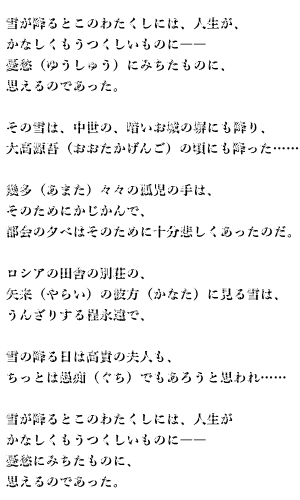 雪が降るとこのわたくしには、人生が、
かなしくもうつくしいものに――
憂愁（ゆうしゅう）にみちたものに、
思えるのであった。

その雪は、中世の、暗いお城の塀にも降り、
大高源吾（おおたかげんご）の頃にも降った……

幾多（あまた）々々の孤児の手は、
そのためにかじかんで、
都会の夕べはそのために十分悲しくあったのだ。

ロシアの田舎の別荘の、
矢来（やらい）の彼方（かなた）に見る雪は、
うんざりする程永遠で、

雪の降る日は高貴の夫人も、
ちっとは愚痴（ぐち）でもあろうと思われ……

雪が降るとこのわたくしには、人生が
かなしくもうつくしいものに――
憂愁にみちたものに、
思えるのであった。